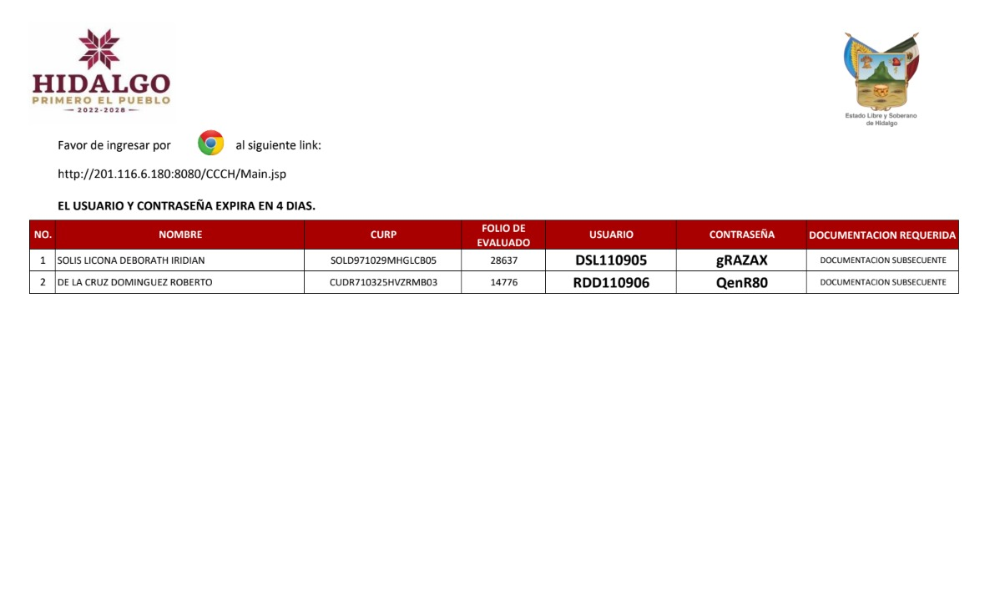 HIDALGO
PRIMERO EL PUEBLO
2022-2028
Estado Libre y Soberano
de Hidalgo
Favor de ingresar por al siguiente link:
http://201.116.6.180:8080/CCCH/Main.jsp
EL USUARIO Y CONTRASEÑA EXPIRA EN 4 DIAS.
NO. NOMBRE CURP FOLIO DE EVALUADO USUARIO CONTRASEÑA DOCUMENTACION REQUERIDA
1 SOLIS LICONA DEBORATH IRIDIAN SOLD971029MHGLCB05 28637 DSL110905 gRAZAX DOCUMENTACION SUBSECUENTE
2 DE LA CRUZ DOMINGUEZ ROBERTO CUDR710325HVZRMB03 14776 RDD110906 QenR80 DOCUMENTACION SUBSECUENTE